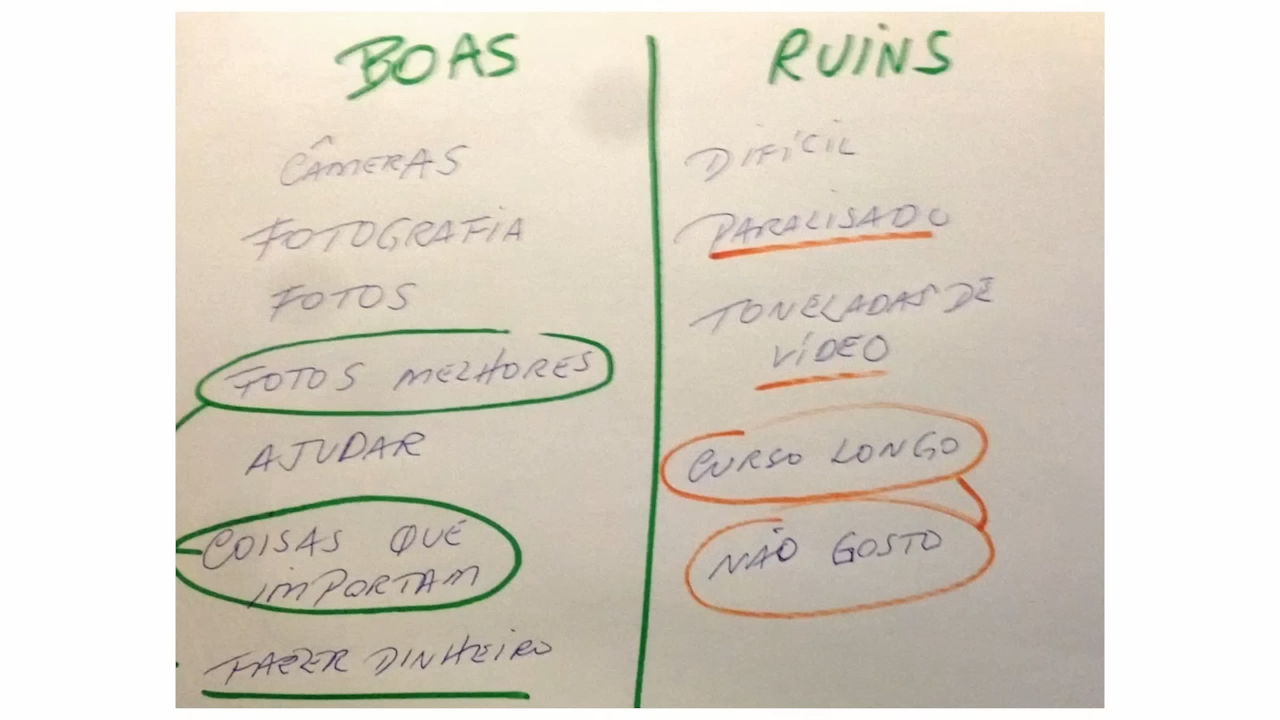 BOAS
CÂMERAS
FOTOGRAFIA
FOTOS
FOTOS MELHORES
AJUDAR
COISAS QUE
IMPORTAM
FAZER DINHEIRO
RUINS
DIFÍCIL
PARALISADO
TONELADAS DE
VÍDEO
CURSO LONGO
NÃO GOSTO